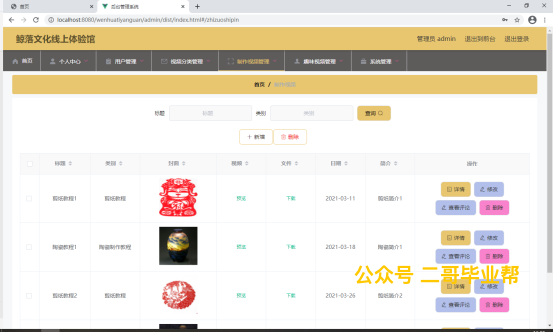 首页
后台管理系统
localhost:8080/wenhuatiyanguan/admin/dist/index.html#/zhizuoshipin
鲸落文化线上体验馆
管理员 admin 退出到前台 退出登录
首页 个人中心 用户管理 视频分类管理 制作视频管理 趣味视频管理 系统管理
首页 / 制作视频
标题 标题 类别 类别 查询
+ 新增 删除
标题 类别 封面 视频 文件 日期 简介 操作
剪纸教程1 剪纸教程 预览 下载 2021-03-11 剪纸简介1 详情 修改
查看评论 删除
陶瓷教程1 陶瓷制作教程 预览 下载 2021-03-18 陶瓷简介1 详情 修改
查看评论 删除
公众号 二哥毕业帮
剪纸教程2 剪纸教程 预览 下载 2021-03-26 剪纸简介2 详情 修改
查看评论 删除